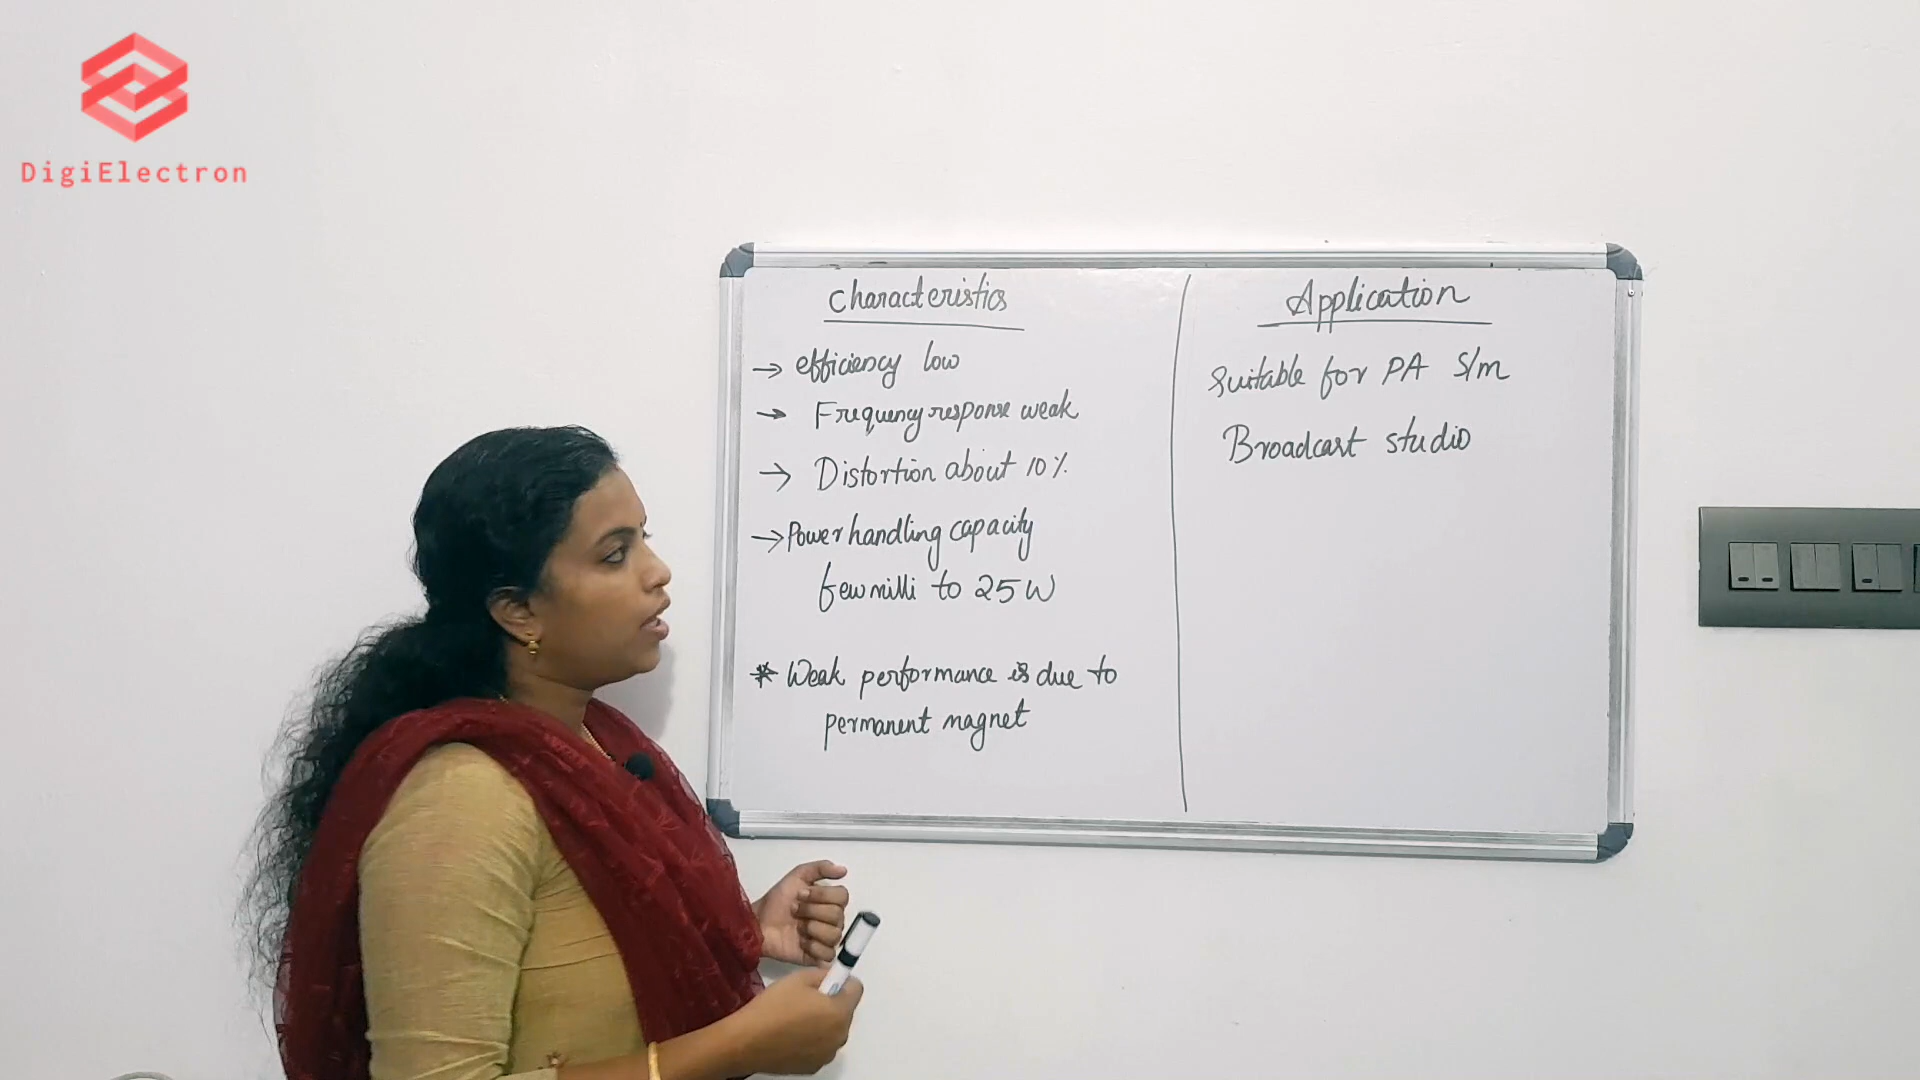 DigiElectron
Characteristics
→ efficiency low
→ Frequency response weak
→ Distortion about 10%
→ Power handling capacity
few milli to 25W
* Weak performance is due to
permanent magnet
Application
Suitable for PA S/m
Broadcast studio